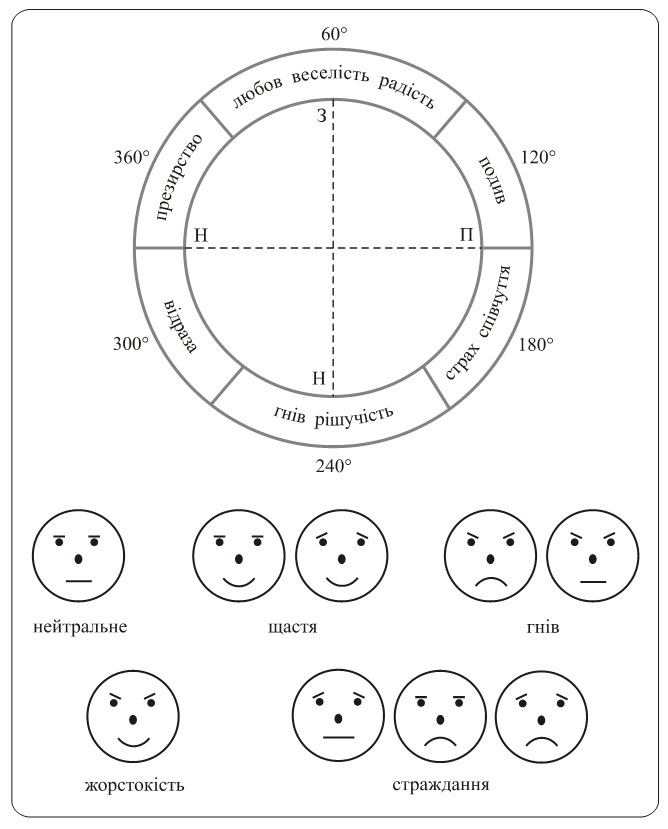 60°
любов веселість радість
З
360°
презирство
120°
подив
Н
П
300°
відраза
страх співчуття
180°
Н
гнів рішучість
240°
нейтральне
щастя
гнів
жорстокість
страждання